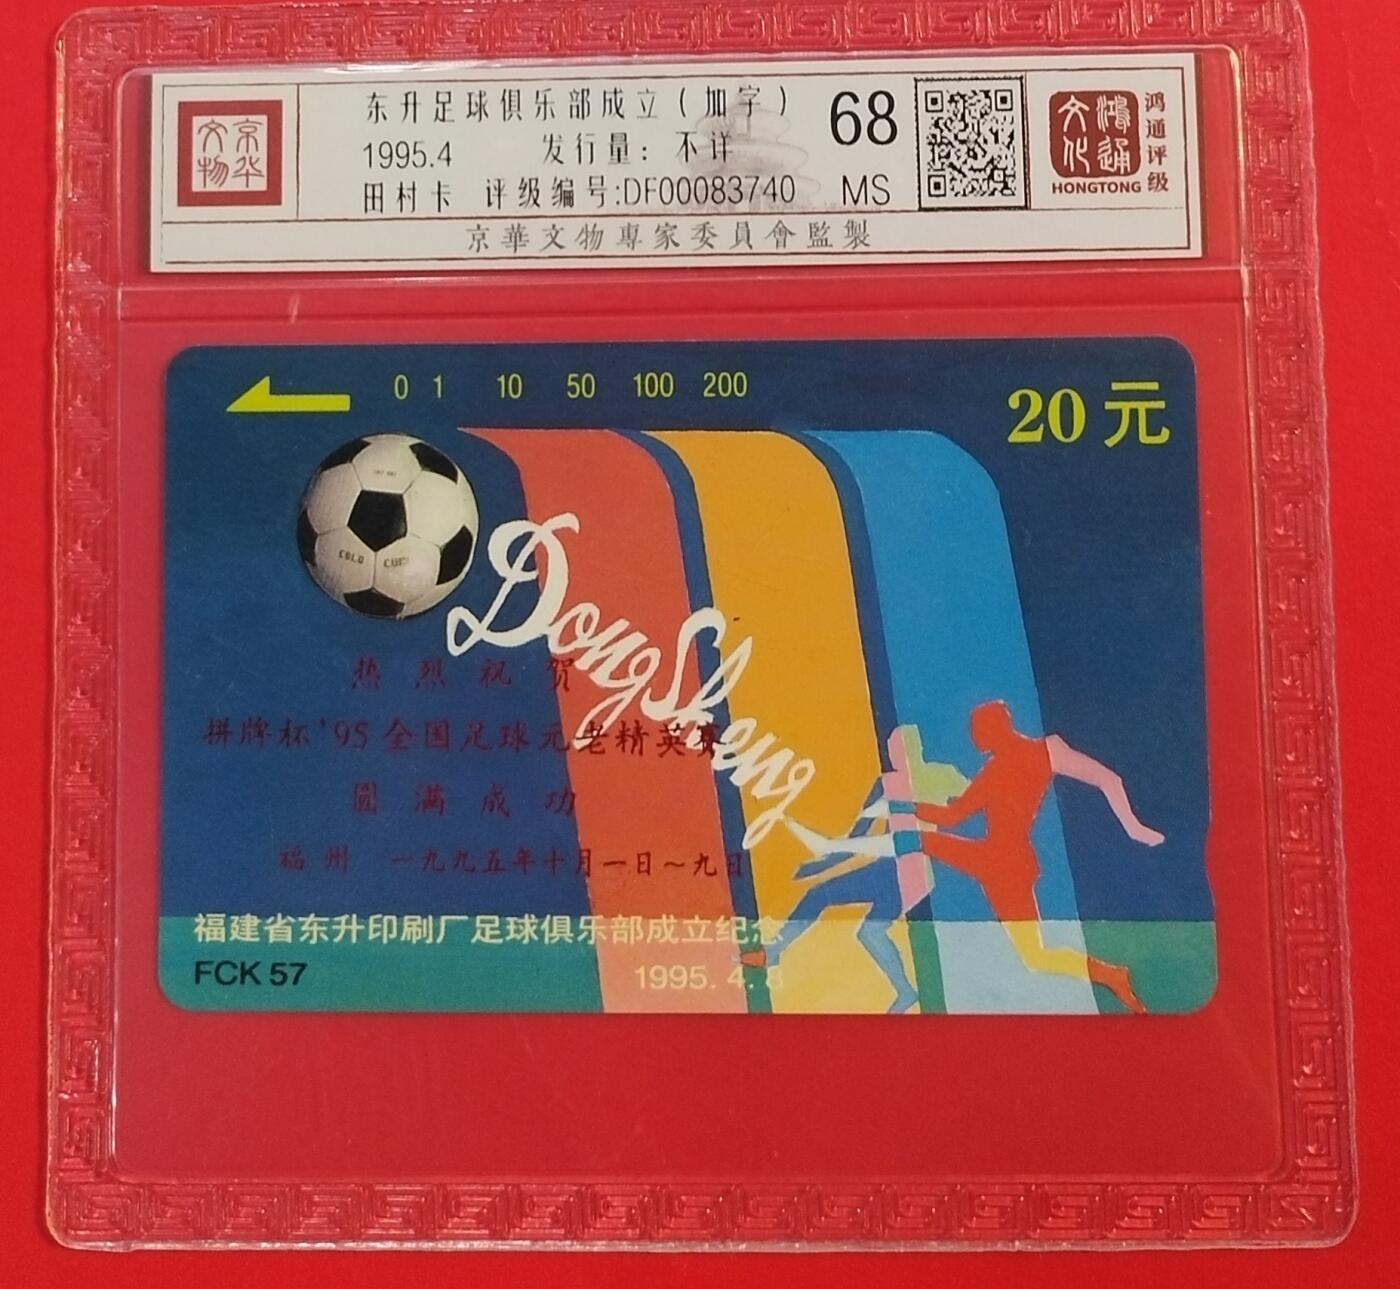 京华
文物
东升足球俱乐部成立(加字)
1995.4 发行量: 不详
田村卡 评级编号:DF00083740
68
MS
鸿通
文化
HONGTONG
鸿通评级
京華文物專家委員會監製
0 1 10 50 100 200
20元
DongSheng
热烈祝贺
拼牌杯'95全国足球元老精英赛
圆满成功
福州 一九九五年十月一日~九日
福建省东升印刷厂足球俱乐部成立纪念
FCK 57
1995.4.8